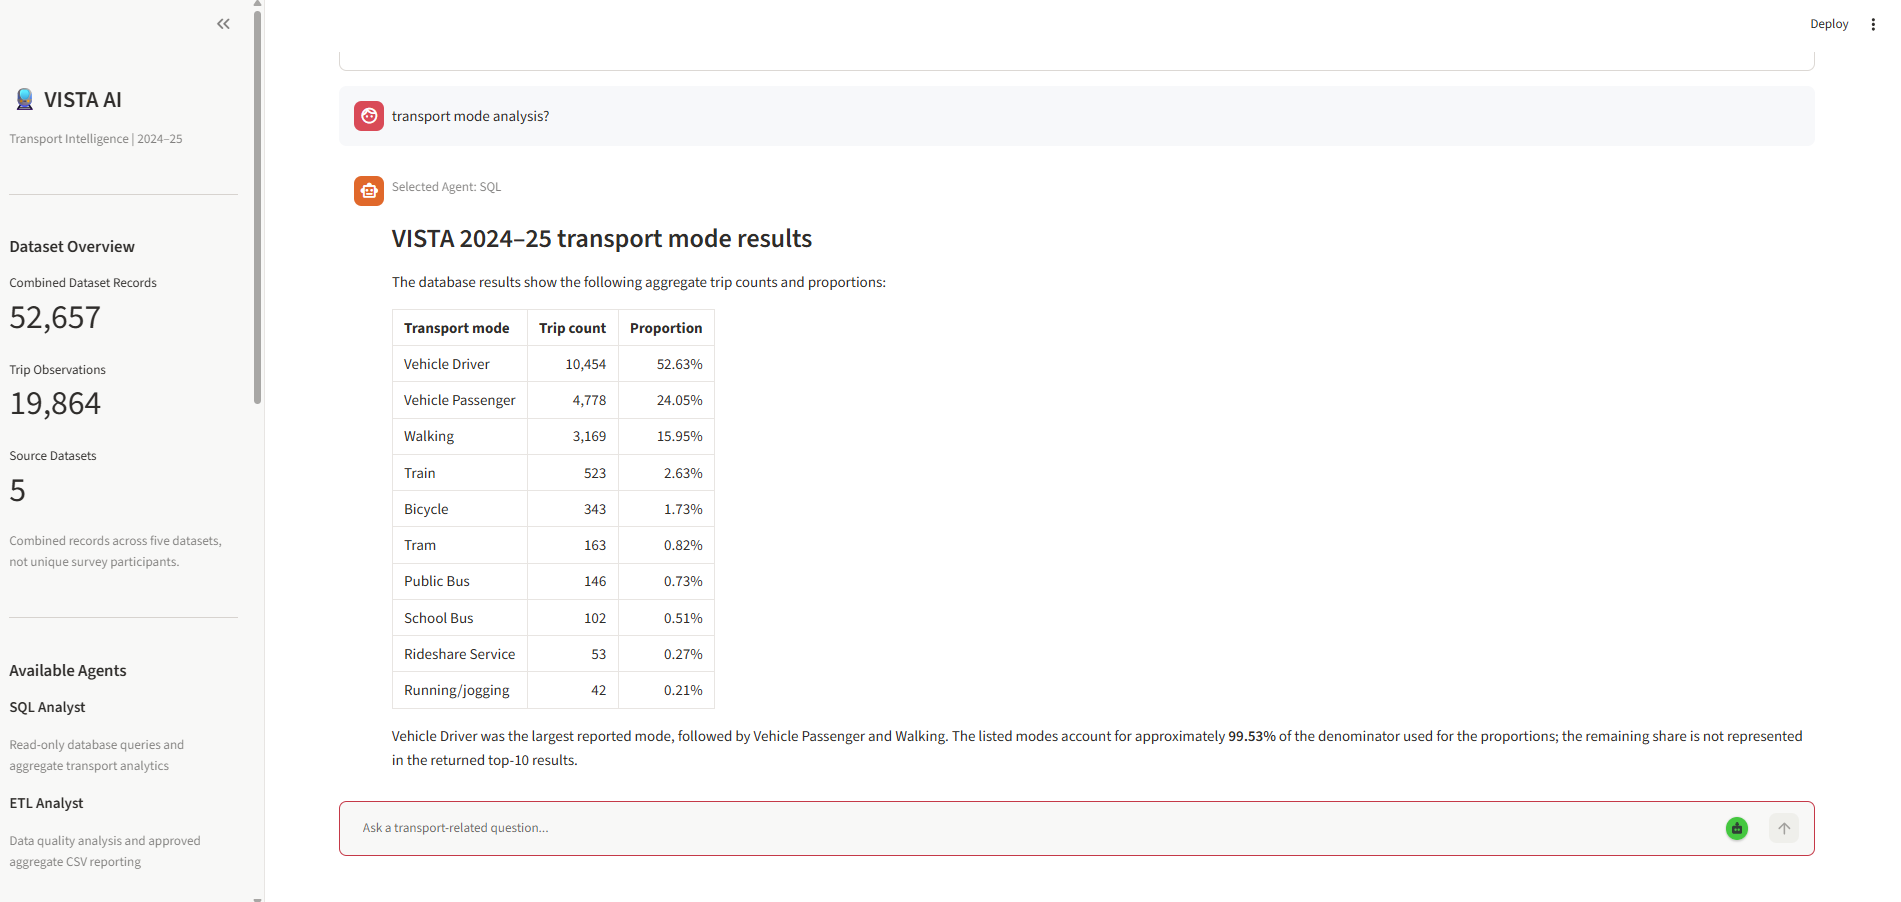 Deploy
VISTA AI
Transport Intelligence | 2024–25
Dataset Overview
Combined Dataset Records
52,657
Trip Observations
19,864
Source Datasets
5
Combined records across five datasets,
not unique survey participants.
Available Agents
SQL Analyst
Read-only database queries and
aggregate transport analytics
ETL Analyst
Data quality analysis and approved
aggregate CSV reporting
transport mode analysis?
Selected Agent: SQL
VISTA 2024–25 transport mode results
The database results show the following aggregate trip counts and proportions:
Transport mode Trip count Proportion
Vehicle Driver 10,454 52.63%
Vehicle Passenger 4,778 24.05%
Walking 3,169 15.95%
Train 523 2.63%
Bicycle 343 1.73%
Tram 163 0.82%
Public Bus 146 0.73%
School Bus 102 0.51%
Rideshare Service 53 0.27%
Running/jogging 42 0.21%
Vehicle Driver was the largest reported mode, followed by Vehicle Passenger and Walking. The listed modes account for approximately 99.53% of the denominator used for the proportions; the remaining share is not represented
in the returned top-10 results.
Ask a transport-related question...